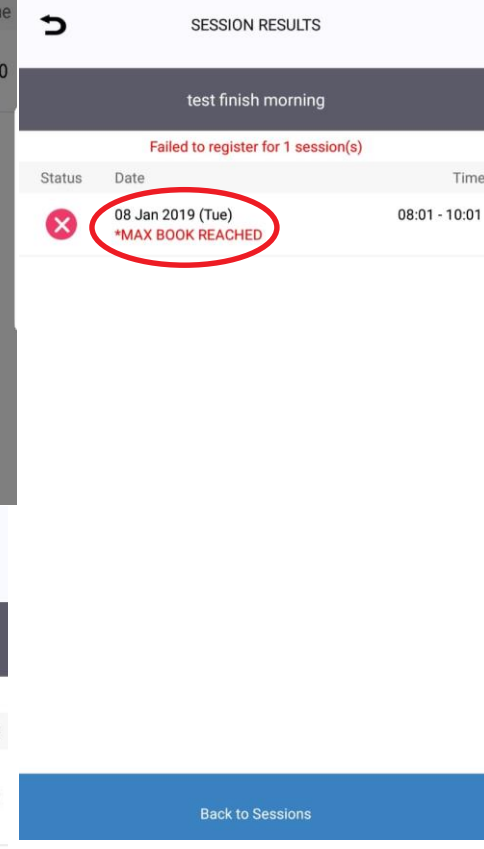 SESSION RESULTS
test finish morning
Failed to register for 1 session(s)
Status Date Time
08 Jan 2019 (Tue) 08:01 - 10:01
*MAX BOOK REACHED
Back to Sessions